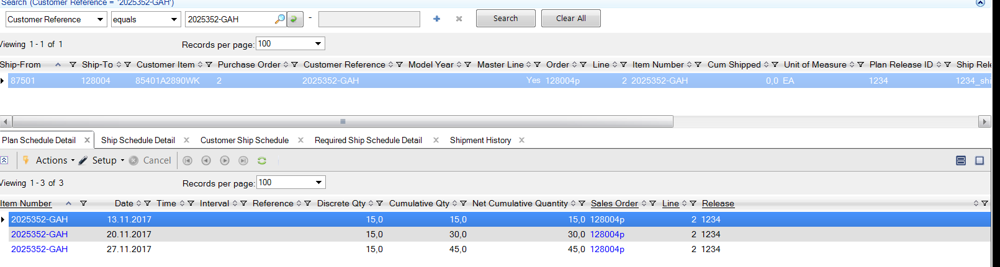 Search (Customer Reference = '2025352-GAH')
Customer Reference equals 2025352-GAH - Search Clear All
Viewing 1 - 1 of 1 Records per page: 100
Ship-From Ship-To Customer Item Purchase Order Customer Reference Model Year Master Line Order Line Item Number Cum Shipped Unit of Measure Plan Release ID Ship Rele
87501 128004 85401A2890WK 2 2025352-GAH Yes 128004p 2 2025352-GAH 0,0 EA 1234 1234_shi
Plan Schedule Detail Ship Schedule Detail Customer Ship Schedule Required Ship Schedule Detail Shipment History
Actions Setup Cancel
Viewing 1 - 3 of 3 Records per page: 100
Item Number Date Time Interval Reference Discrete Qty Cumulative Qty Net Cumulative Quantity Sales Order Line Release
2025352-GAH 13.11.2017 15,0 15,0 15,0 128004p 2 1234
2025352-GAH 20.11.2017 15,0 30,0 30,0 128004p 2 1234
2025352-GAH 27.11.2017 15,0 45,0 45,0 128004p 2 1234